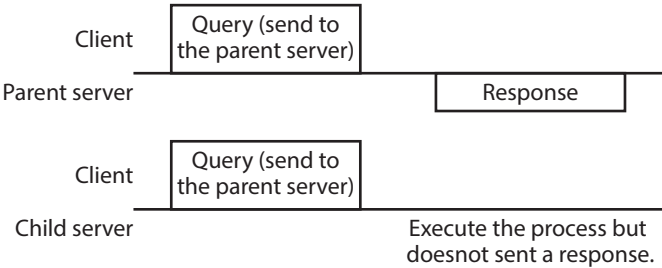 Client
Query (send to
the parent server)
Parent server
Response
Client
Query (send to
the parent server)
Child server
Execute the process but
doesnot sent a response.